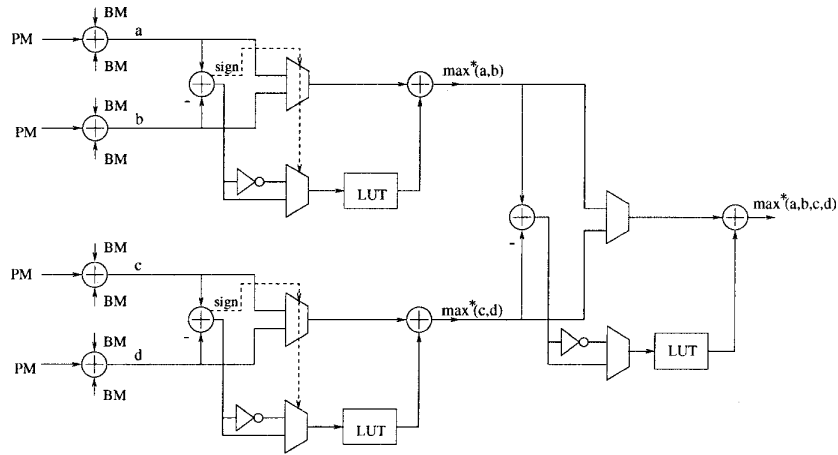 BM
PM
a
BM
sign
max*(a,b)
-
BM
PM
b
BM
LUT
max*(a,b,c,d)
-
BM
PM
c
BM
sign
max*(c,d)
-
BM
PM
d
BM
LUT
LUT